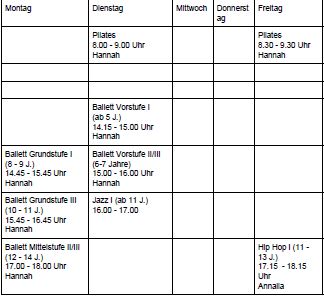 Montag
Dienstag
Mittwoch
Donnerst
ag
Freitag
Pilates
8.00 - 9.00 Uhr
Hannah
Pilates
8.30 - 9.30 Uhr
Hannah
Ballett Vorstufe I
(ab 5 J.)
14.15 - 15.00 Uhr
Hannah
Ballett Grundstufe I
(8 - 9 J.)
14.45 - 15.45 Uhr
Hannah
Ballett Vorstufe II/III
(6-7 Jahre)
15.00 - 16.00 Uhr
Hannah
Ballett Grundstufe III
(10 - 11 J.)
15.45 - 16.45 Uhr
Hannah
Jazz I (ab 11 J.)
16.00 - 17.00
Ballett Mittelstufe II/III
(12 - 14 J.)
17.00 - 18.00 Uhr
Hannah
Hip Hop I (11 -
13 J.)
17.15 - 18.15
Uhr
Annalia